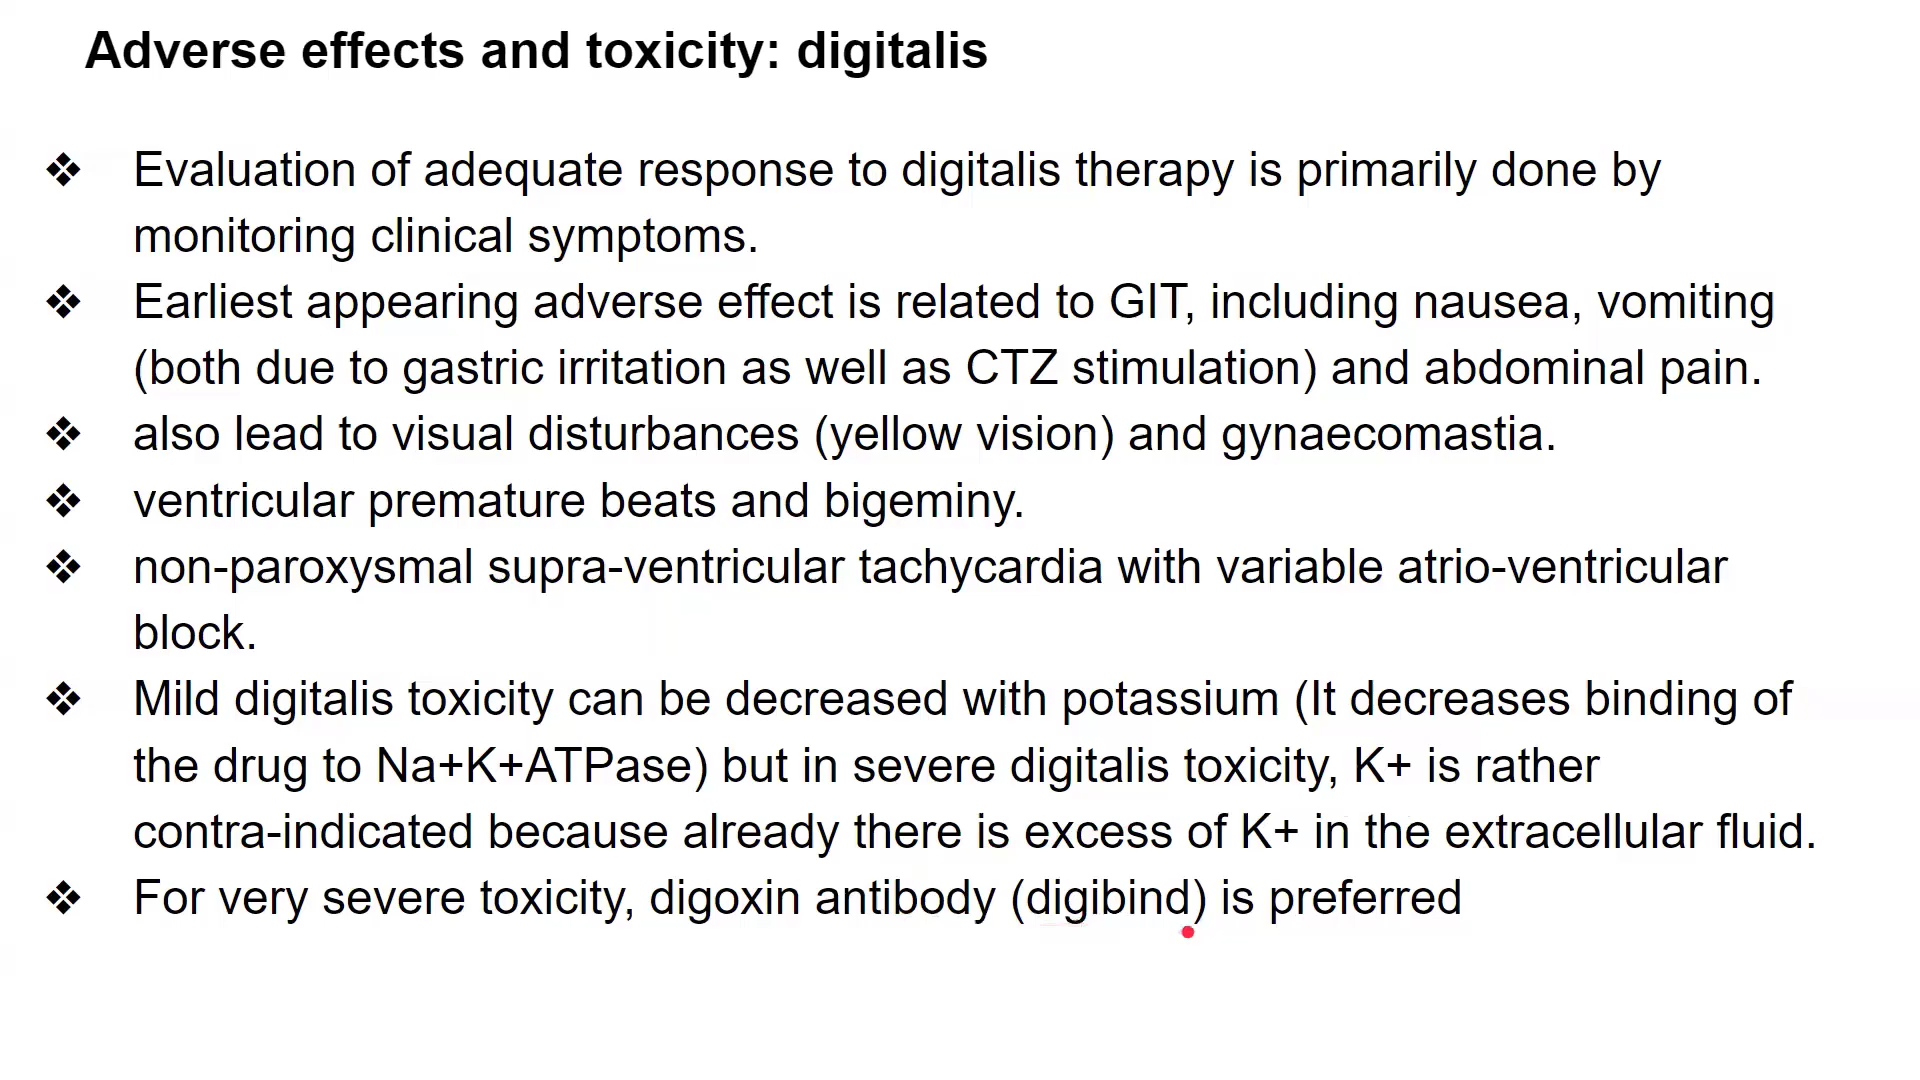 Adverse effects and toxicity: digitalis
❖ Evaluation of adequate response to digitalis therapy is primarily done by
monitoring clinical symptoms.
❖ Earliest appearing adverse effect is related to GIT, including nausea, vomiting
(both due to gastric irritation as well as CTZ stimulation) and abdominal pain.
❖ also lead to visual disturbances (yellow vision) and gynaecomastia.
❖ ventricular premature beats and bigeminy.
❖ non-paroxysmal supra-ventricular tachycardia with variable atrio-ventricular
block.
❖ Mild digitalis toxicity can be decreased with potassium (It decreases binding of
the drug to Na+K+ATPase) but in severe digitalis toxicity, K+ is rather
contra-indicated because already there is excess of K+ in the extracellular fluid.
❖ For very severe toxicity, digoxin antibody (digibind) is preferred